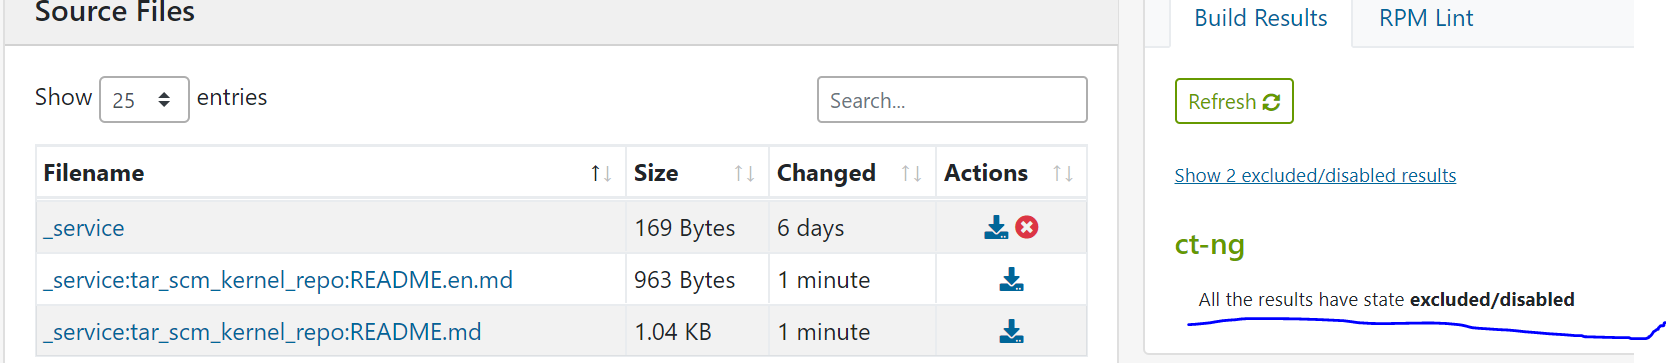 Source Files
Build Results
RPM Lint
Show 25 entries
Search...
Refresh
Show 2 excluded/disabled results
Filename Size Changed Actions
_service 169 Bytes 6 days
_service:tar_scm_kernel_repo:README.en.md 963 Bytes 1 minute
_service:tar_scm_kernel_repo:README.md 1.04 KB 1 minute
ct-ng
All the results have state excluded/disabled